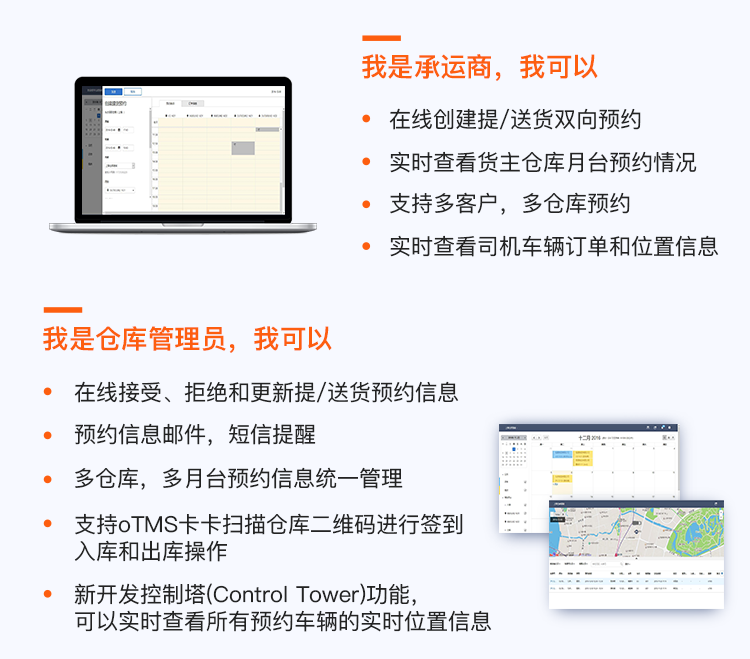 我是承运商，我可以
在线创建提/送货双向预约
实时查看货主仓库月台预约情况
支持多客户，多仓库预约
实时查看司机车辆订单和位置信息
我是仓库管理员，我可以
在线接受、拒绝和更新提/送货预约信息
预约信息邮件，短信提醒
多仓库，多月台预约信息统一管理
支持oTMS卡卡扫描仓库二维码进行签到
入库和出库操作
新开发控制塔(Control Tower)功能，
可以实时查看所有预约车辆的实时位置信息
十二月 2016